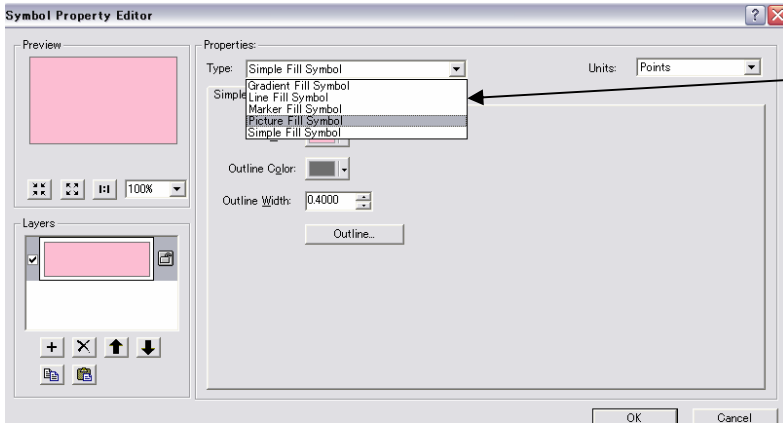 Symbol Property Editor
Preview
100%
Layers
Properties:
Type: Simple Fill Symbol
Units: Points
Gradient Fill Symbol
Line Fill Symbol
Marker Fill Symbol
Picture Fill Symbol
Simple Fill Symbol
Simple
Outline Color:
Outline Width: 0.4000
Outline...
OK Cancel